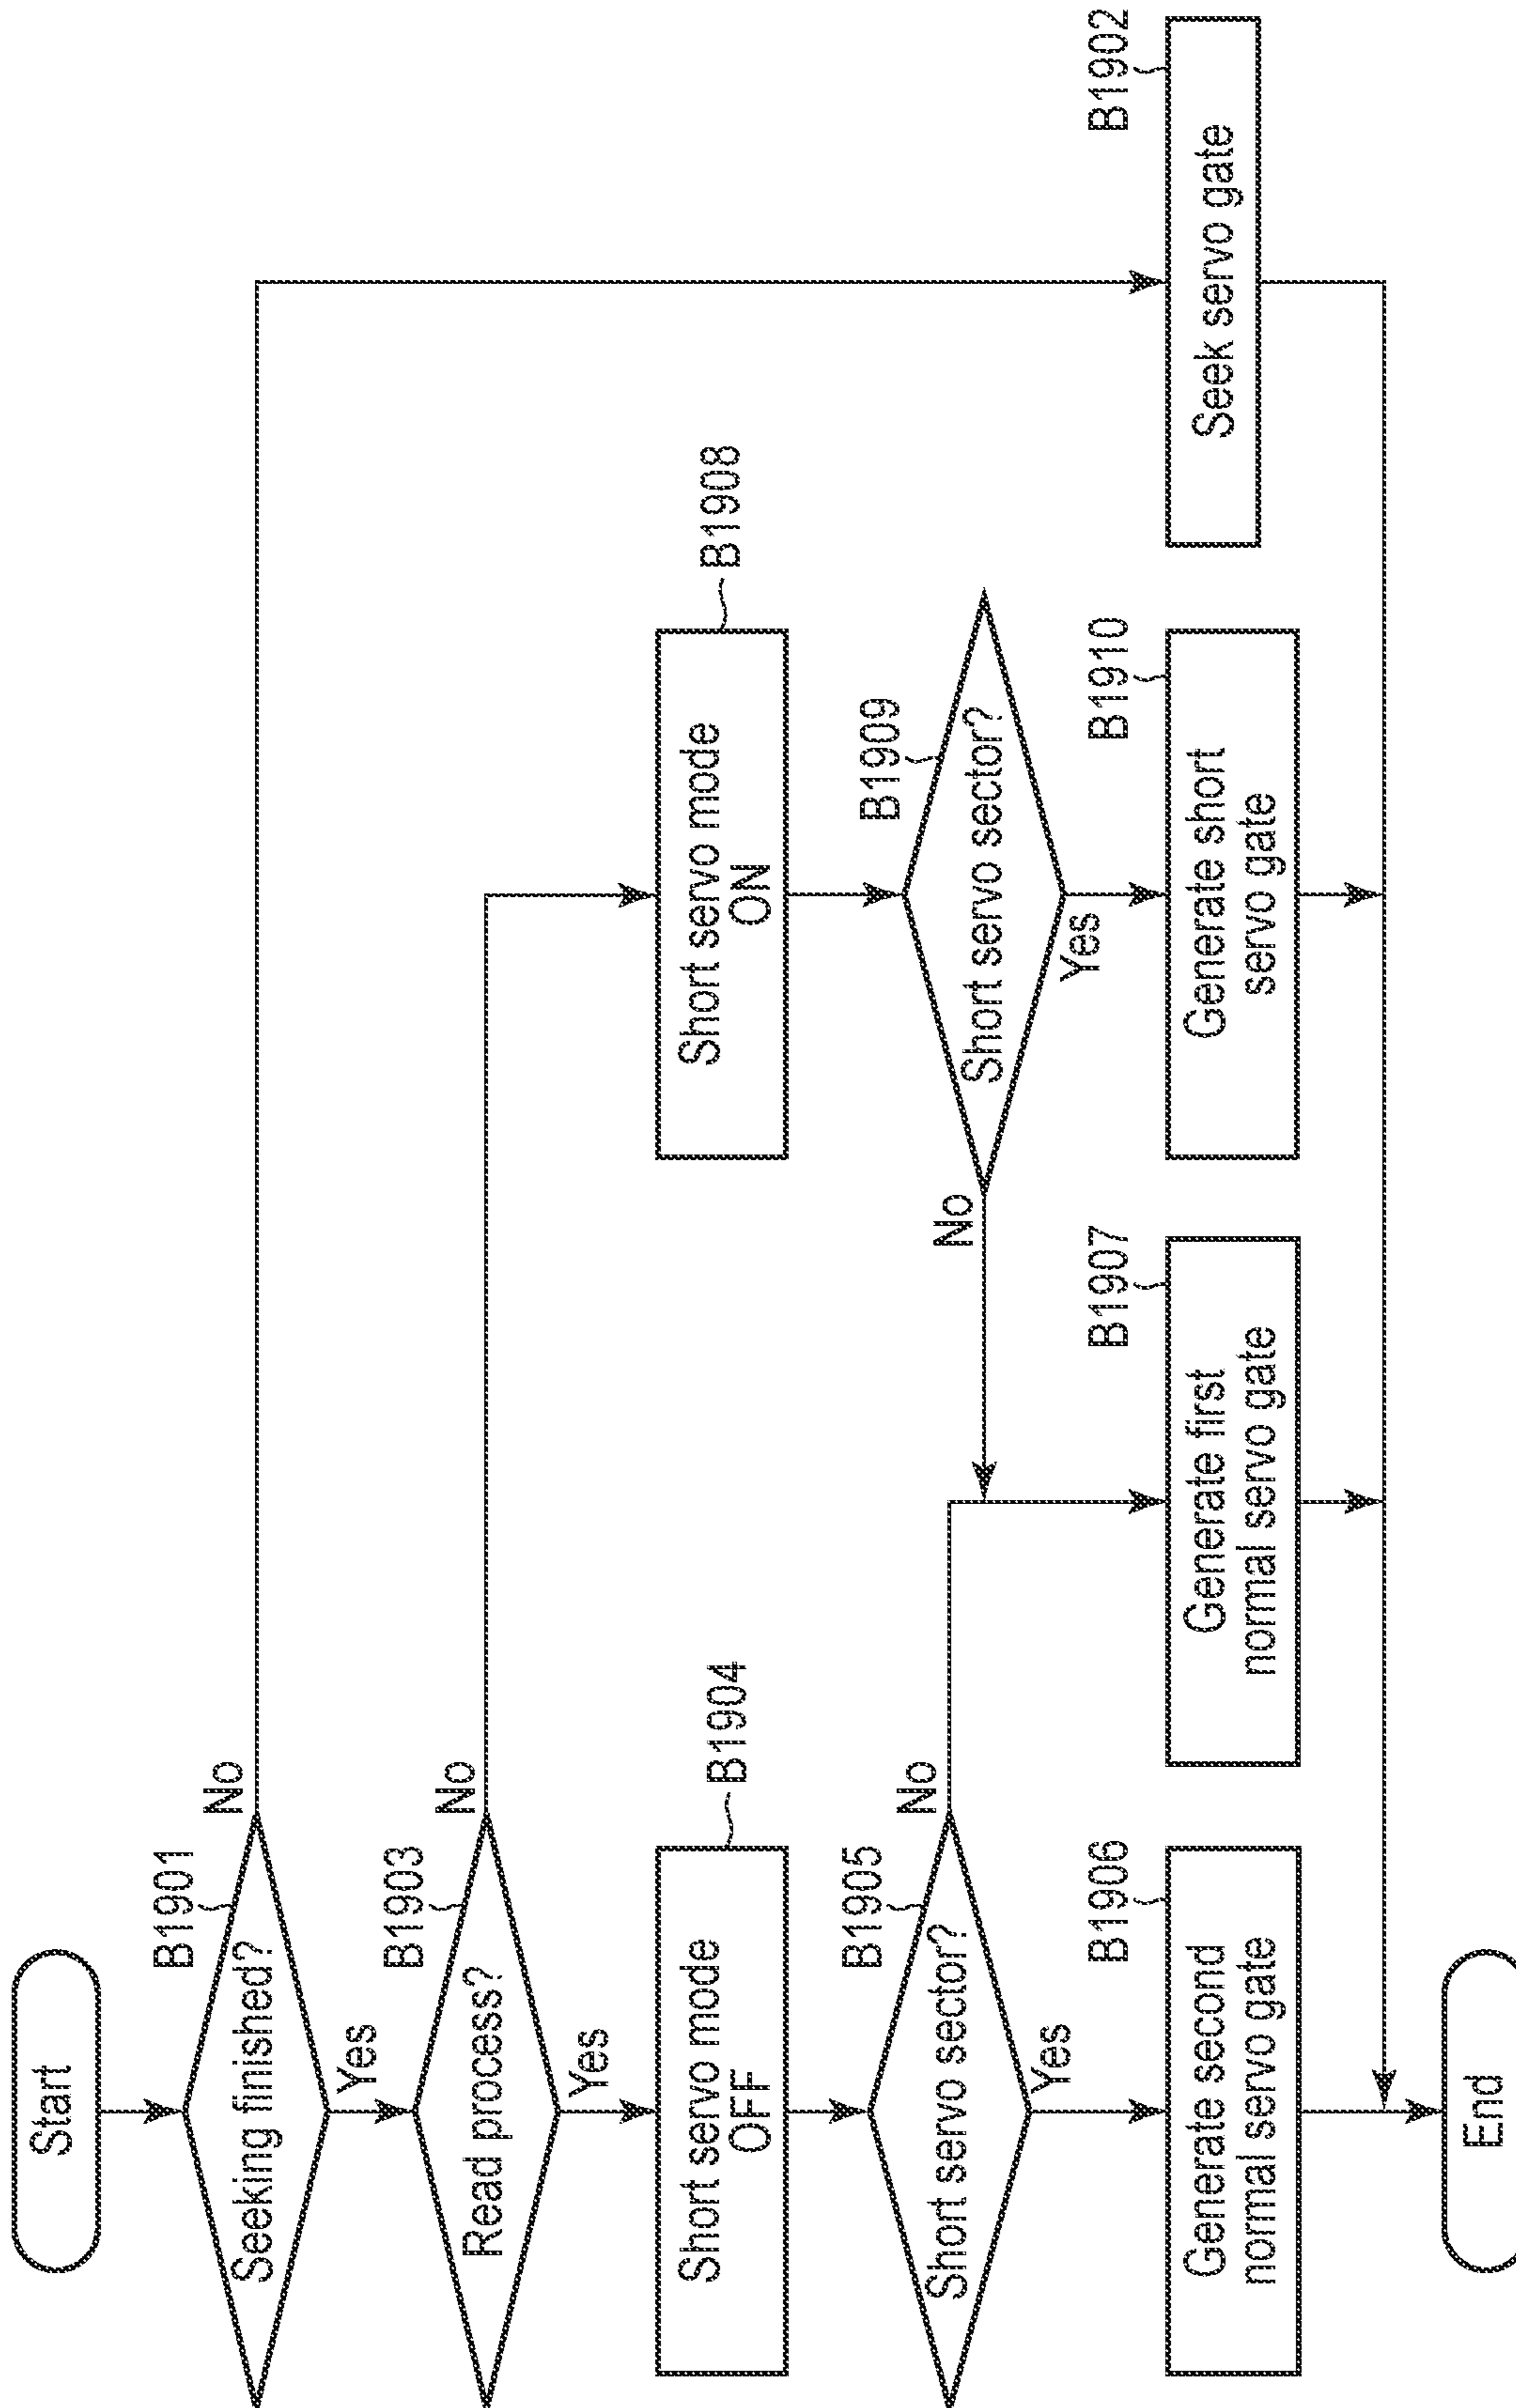 Start
B1901
Seeking finished?
No
Yes
B1903
Read process?
No
Yes
B1904
Short servo mode
OFF
B1908
Short servo mode
ON
B1905
Short servo sector?
No
Yes
B1909
Short servo sector?
No
Yes
B1906
Generate second
normal servo gate
B1907
Generate first
normal servo gate
B1910
Generate short
servo gate
B1902
Seek servo gate
End